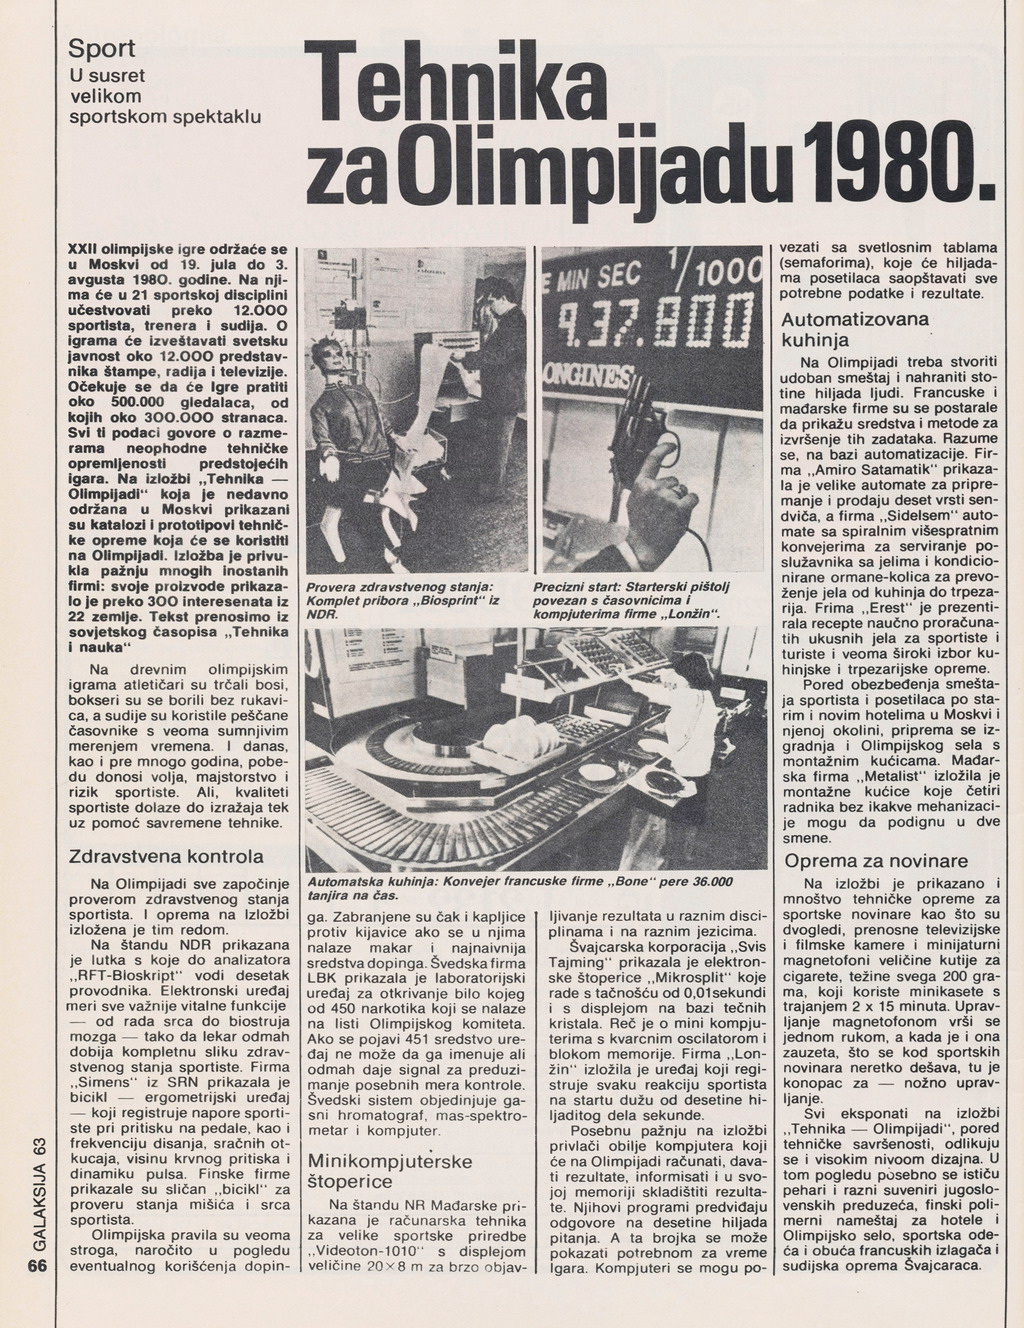 Sport
U susret
velikom
sportskom spektaklu
Tehnika
za Olimpijadu 1980.
XXII olimpijske igre održaće se
u Moskvi od 19. jula do 3.
avgusta 1980. godine. Na nji-
ma će u 21 sportskoj disciplini
učestvovati preko 12.000
sportista, trenera i sudija. O
igrama će izveštavati svetsku
javnost oko 12.000 predstav-
nika štampe, radija i televizije.
Očekuje se da će Igre pratiti
oko 500.000 gledalaca, od
kojih oko 300.000 stranaca.
Svi ti podaci govore o razme-
rama neophodne tehničke
opremljenosti predstojećih
igara. Na izložbi „Tehnika —
Olimpijadi“ koja je nedavno
održana u Moskvi prikazani
su katalozi i prototipovi tehnič-
ke opreme koja će se koristiti
na Olimpijadi. Izložba je privu-
kla pažnju mnogih inostanih
firmi: svoje proizvode prikaza-
lo je preko 300 interesenata iz
22 zemlje. Tekst prenosimo iz
sovjetskog časopisa „Tehnika
i nauka“
Na drevnim olimpijskim
igrama atletičari su trčali bosi,
bokseri su se borili bez rukavi-
ca, a sudije su koristile peščane
časovnike s veoma sumnjivim
merenjem vremena. I danas,
kao i pre mnogo godina, pobe-
du donosi volja, majstorstvo i
rizik sportiste. Ali, kvaliteti
sportiste dolaze do izražaja tek
uz pomoć savremene tehnike.
Zdravstvena kontrola
Na Olimpijadi sve započinje
proverom zdravstvenog stanja
sportista. I oprema na Izložbi
izložena je tim redom.
Na štandu NDR prikazana
je lutka s koje do analizatora
„RFT-Bioskript“ vodi desetak
provodnika. Elektronski uređaj
meri sve važnije vitalne funkcije
— od rada srca do biostruja
mozga — tako da lekar odmah
dobija kompletnu sliku zdrav-
stvenog stanja sportiste. Firma
„Simens“ iz SRN prikazala je
bicikl — ergometrijski uređaj
— koji registruje napore sporti-
ste pri pritisku na pedale, kao i
frekvenciju disanja, sračnih ot-
kucaja, visinu krvnog pritiska i
dinamiku pulsa. Finske firme
prikazale su sličan „bicikl“ za
proveru stanja mišića i srca
sportista.
Olimpijska pravila su veoma
stroga, naročito u pogledu
eventualnog korišćenja dopin-
E MIN SEC 1/1000
9.37.800
ONGINES
Provera zdravstvenog stanja:
Komplet pribora „Biosprint“ iz
NDR.
Precizni start: Starterski pištolj
povezan s časovnicima i
kompjuterima firme „Lonžin“.
Automatska kuhinja: Konvejer francuske firme „Bone“ pere 36.000
tanjira na čas.
ga. Zabranjene su čak i kapljice
protiv kijavice ako se u njima
nalaze makar i najnaivnija
sredstva dopinga. Švedska firma
LBK prikazala je laboratorijski
uređaj za otkrivanje bilo kojeg
od 450 narkotika koji se nalaze
na listi Olimpijskog komiteta.
Ako se pojavi 451 sredstvo ure-
đaj ne može da ga imenuje ali
odmah daje signal za preduzi-
manje posebnih mera kontrole.
Švedski sistem objedinjuje ga-
sni hromatograf, mas-spektro-
metar i kompjuter.
Minikompjuterske
štoperice
Na štandu NR Mađarske pri-
kazana je računarska tehnika
za velike sportske priredbe
„Videoton-1010“ s displejom
veličine 20×8 m za brzo objav-
ljivanje rezultata u raznim disci-
plinama i na raznim jezicima.
Švajcarska korporacija „Svis
Tajming“ prikazala je elektron-
ske štoperice „Mikrosplit“ koje
rade s tačnošću od 0,01sekundi
i s displejom na bazi tečnih
kristala. Reč je o mini kompju-
terima s kvarcnim oscilatorom i
blokom memorije. Firma „Lon-
žin“ izložila je uređaj koji regi-
struje svaku reakciju sportista
na startu dužu od desetine hi-
ljaditog dela sekunde.
Posebnu pažnju na izložbi
privlači obilje kompjutera koji
će na Olimpijadi računati, dava-
ti rezultate, informisati i u svo-
joj memoriji skladištiti rezulta-
te. Njihovi programi predviđaju
odgovore na desetine hiljada
pitanja. A ta brojka se može
pokazati potrebnom za vreme
Igara. Kompjuteri se mogu po-
vezati sa svetlosnim tablama
(semaforima), koje će hiljada-
ma posetilaca saopštavati sve
potrebne podatke i rezultate.
Automatizovana
kuhinja
Na Olimpijadi treba stvoriti
udoban smeštaj i nahraniti sto-
tine hiljada ljudi. Francuske i
mađarske firme su se postarale
da prikažu sredstva i metode za
izvršenje tih zadataka. Razume
se, na bazi automatizacije. Fir-
ma „Amiro Satamatik“ prikaza-
la je velike automate za pripre-
manje i prodaju deset vrsti sen-
dviča, a firma „Sidelsem“ auto-
mate sa spiralnim višespratnim
konvejerima za serviranje po-
služavnika sa jelima i kondicio-
nirane ormane-kolica za prevo-
ženje jela od kuhinja do trpeza-
rija. Frima „Erest“ je prezenti-
rala recepte naučno proračuna-
tih ukusnih jela za sportiste i
turiste i veoma široki izbor ku-
hinjske i trpezarijske opreme.
Pored obezbeđenja smešta-
ja sportista i posetilaca po sta-
rim i novim hotelima u Moskvi i
njenoj okolini, priprema se iz-
gradnja i Olimpijskog sela s
montažnim kućicama. Mađar-
ska firma „Metalist“ izložila je
montažne kućice koje četiri
radnika bez ikakve mehanizaci-
je mogu da podignu u dve
smene.
Oprema za novinare
Na izložbi je prikazano i
mnoštvo tehničke opreme za
sportske novinare kao što su
dvogledi, prenosne televizijske
i filmske kamere i minijaturni
magnetofoni veličine kutije za
cigarete, težine svega 200 gra-
ma, koji koriste minikasete s
trajanjem 2 x 15 minuta. Uprav-
ljanje magnetofonom vrši se
jednom rukom, a kada je i ona
zauzeta, što se kod sportskih
novinara neretko dešava, tu je
konopac za — nožno uprav-
ljanje.
Svi eksponati na izložbi
„Tehnika — Olimpijadi“, pored
tehničke savršenosti, odlikuju
se i visokim nivoom dizajna. U
tom pogledu posebno se ističu
pehari i razni suveniri jugoslo-
venskih preduzeća, finski poli-
merni nameštaj za hotele i
Olimpijsko selo, sportska ode-
ća i obuća francuskih izlagača i
sudijska oprema Švajcaraca.
GALAKSIJA 63
66